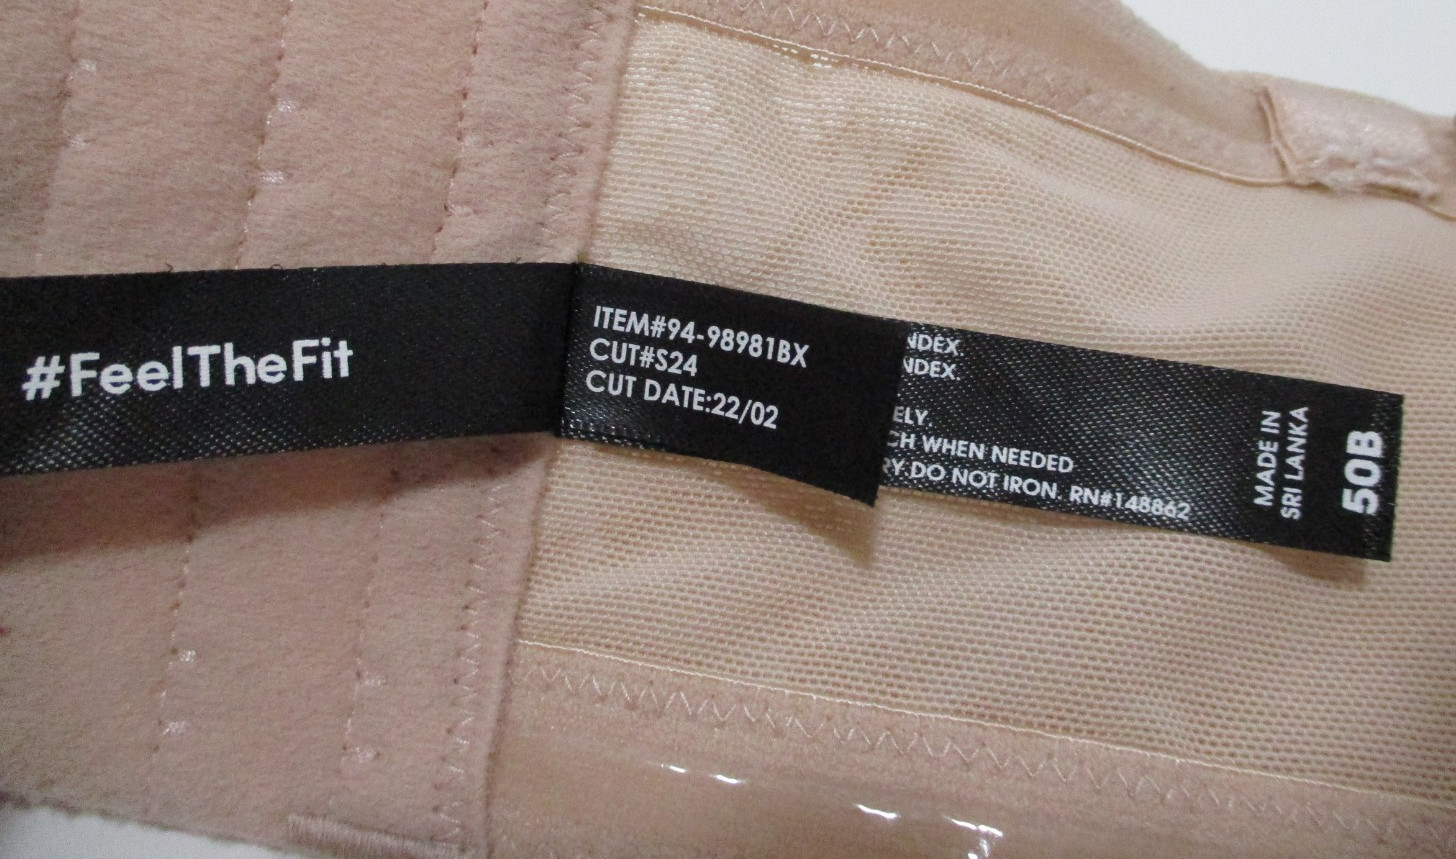 #FeelTheFit
ITEM#94-98981BX
CUT#S24
CUT DATE:22/02
NDEX.
NDEX.
ELY.
CH WHEN NEEDED
RY.DO NOT IRON. RN#148862
MADE IN
SRI LANKA
50B